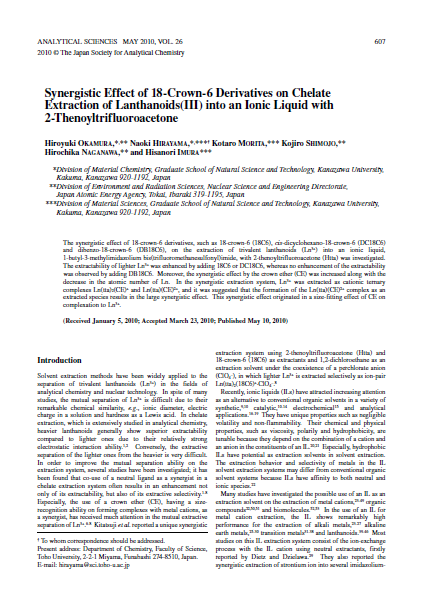 ANALYTICAL SCIENCES MAY 2010, VOL. 26
607
2010 © The Japan Society for Analytical Chemistry
Synergistic Effect of 18-Crown-6 Derivatives on Chelate
Extraction of Lanthanoids(III) into an Ionic Liquid with
2-Thenoyltrifluoroacetone
Hiroyuki OKAMURA,*,** Naoki HIRAYAMA,*,***† Kotaro MORITA,*** Kojiro SHIMOJO,**
Hirochika NAGANAWA,** and Hisanori IMURA***
*Division of Material Chemistry, Graduate School of Natural Science and Technology, Kanazawa University,
Kakuma, Kanazawa 920-1192, Japan
**Division of Environment and Radiation Sciences, Nuclear Science and Engineering Directorate,
Japan Atomic Energy Agency, Tokai, Ibaraki 319-1195, Japan
***Division of Material Sciences, Graduate School of Natural Science and Technology, Kanazawa University,
Kakuma, Kanazawa 920-1192, Japan
The synergistic effect of 18-crown-6 derivatives, such as 18-crown-6 (18C6), cis-dicyclohexano-18-crown-6 (DC18C6)
and dibenzo-18-crown-6 (DB18C6), on the extraction of trivalent lanthanoids (Ln³⁺) into an ionic liquid,
1-butyl-3-methylimidazolium bis(trifluoromethanesulfonyl)imide, with 2-thenoyltrifluoroacetone (Htta) was investigated.
The extractability of lighter Ln³⁺ was enhanced by adding 18C6 or DC18C6, whereas no enhancement of the extractability
was observed by adding DB18C6. Moreover, the synergistic effect by the crown ether (CE) was increased along with the
decrease in the atomic number of Ln. In the synergistic extraction system, Ln³⁺ was extracted as cationic ternary
complexes Ln(tta)₂(CE)⁺ and Ln(tta)(CE)²⁺, and it was suggested that the formation of the Ln(tta)(CE)²⁺ complex as an
extracted species results in the large synergistic effect. This synergistic effect originated in a size-fitting effect of CE on
complexation to Ln³⁺.
(Received January 5, 2010; Accepted March 23, 2010; Published May 10, 2010)
Introduction
Solvent extraction methods have been widely applied to the
separation of trivalent lanthanoids (Ln³⁺) in the fields of
analytical chemistry and nuclear technology. In spite of many
studies, the mutual separation of Ln³⁺ is difficult due to their
remarkable chemical similarity, e.g., ionic diameter, electric
charge in a solution and hardness as a Lewis acid. In chelate
extraction, which is extensively studied in analytical chemistry,
heavier lanthanoids generally show superior extractability
compared to lighter ones due to their relatively strong
electrostatic interaction ability. Conversely, the extractive
separation of the lighter ones from the heavier is very difficult.
In order to improve the mutual separation ability on the
extraction system, several studies have been investigated; it has
been found that co-use of a neutral ligand as a synergist in a
chelate extraction system often results in an enhancement not
only of its extractability, but also of its extractive selectivity.
Especially, the use of a crown ether (CE), having a size-
recognition ability on forming complexes with metal cations, as
a synergist, has received much attention in the mutual extractive
separation of Ln³⁺. Kitatsuji et al. reported a unique synergistic
† To whom correspondence should be addressed.
Present address: Department of Chemistry, Faculty of Science,
Toho University, 2-2-1 Miyama, Funabashi 274-8510, Japan.
E-mail: hirayama@sci.toho-u.ac.jp
extraction system using 2-thenoyltrifluoroacetone (Htta) and
18-crown-6 (18C6) as extractants and 1,2-dichloroethane as an
extraction solvent under the coexistence of a perchlorate anion
(ClO₄⁻), in which lighter Ln³⁺ is extracted selectively as ion-pair
Ln(tta)₂(18C6)⁺·ClO₄⁻.
Recently, ionic liquids (ILs) have attracted increasing attention
as an alternative to conventional organic solvents in a variety of
synthetic, catalytic, electrochemical and analytical
applications. They have unique properties such as negligible
volatility and non-flammability. Their chemical and physical
properties, such as viscosity, polarity and hydrophobicity, are
tunable because they depend on the combination of a cation and
an anion in the constituents of an IL. Especially, hydrophobic
ILs have potential as extraction solvents in solvent extraction.
The extraction behavior and selectivity of metals in the IL
solvent extraction systems may differ from conventional organic
solvent systems because ILs have affinity to both neutral and
ionic species.
Many studies have investigated the possible use of an IL as an
extraction solvent on the extraction of metal cations, organic
compounds and biomolecules. In the use of an IL for
metal cation extraction, the IL shows remarkably high
performance for the extraction of alkali metals, alkaline
earth metals, transition metals and lanthanoids. Most
studies on this IL extraction system consist of the ion-exchange
process with the IL cation using neutral extractants, firstly
reported by Dietz and Dzielawa. They also reported the
synergistic extraction of strontium ion into several imidazolium-